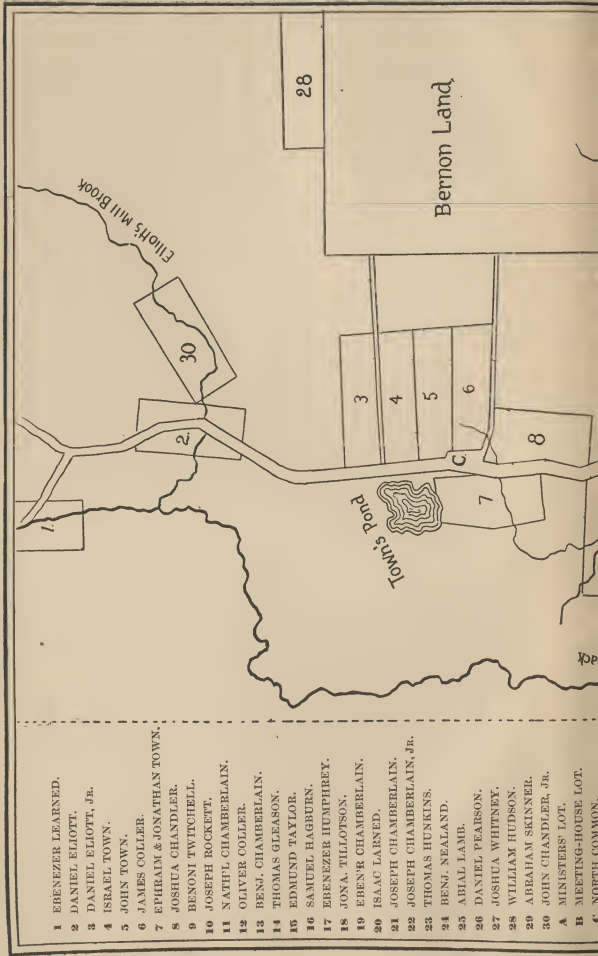 1 EBENEZER LEARNED.
2 DANIEL ELIOTT.
3 DANIEL ELIOTT, JR.
4 ISRAEL TOWN.
5 JOHN TOWN.
6 JAMES COLLER.
7 EPHRAIM & JONATHAN TOWN.
8 JOSHUA CHANDLER.
9 BENONI TWITCHELL.
10 JOSEPH ROCKETT.
11 NATH'L CHAMBERLAIN.
12 OLIVER COLLER.
13 BENJ. CHAMBERLAIN.
14 THOMAS GLEASON.
15 EDMUND TAYLOR.
16 SAMUEL HAGBURN.
17 EBENEZER HUMPHREY.
18 JONA. TILLOTSON.
19 EBEN'R CHAMBERLAIN.
20 ISAAC LARNED.
21 JOSEPH CHAMBERLAIN.
22 JOSEPH CHAMBERLAIN, JR.
23 THOMAS HUNKINS.
24 BENJ. NEALAND.
25 ABIAL LAMB.
26 DANIEL PEARSON.
27 JOSHUA WHITNEY.
28 WILLIAM HUDSON.
29 ABRAHAM SKINNER.
30 JOHN CHANDLER, JR.
A MINISTERS' LOT.
B MEETING-HOUSE LOT.
C NORTH COMMON.
1.
2.
30
Elliott's Mill Brook
28
Bernon Land
3
4
5
6
C.
7
8
Town's Pond